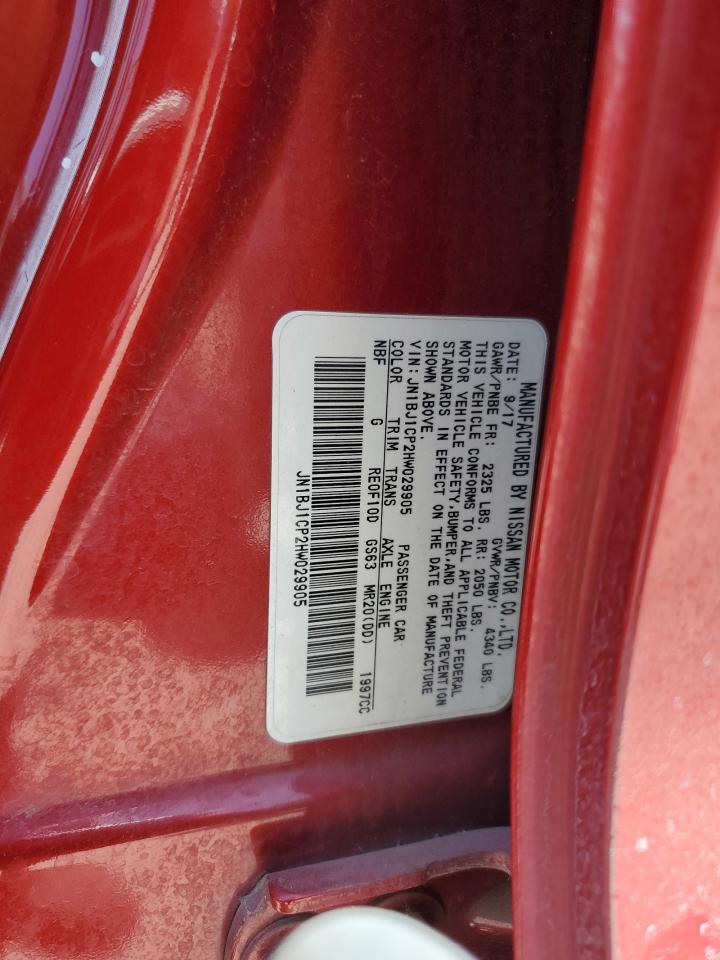 MANUFACTURED BY NISSAN MOTOR CO.,LTD.
DATE: 9/17 GVWR/PNBV: 4340 LBS.
GAWR/PNBE FR: 2325 LBS. RR: 2050 LBS.
THIS VEHICLE CONFORMS TO ALL APPLICABLE FEDERAL
MOTOR VEHICLE SAFETY,BUMPER,AND THEFT PREVENTION
STANDARDS IN EFFECT ON THE DATE OF MANUFACTURE
SHOWN ABOVE.
VIN:JN1BJ1CP2HW029905 PASSENGER CAR
COLOR TRIM TRANS AXLE ENGINE
NBF G RE0F10D GS63 MR20(DD) 1997CC
JN1BJ1CP2HW029905